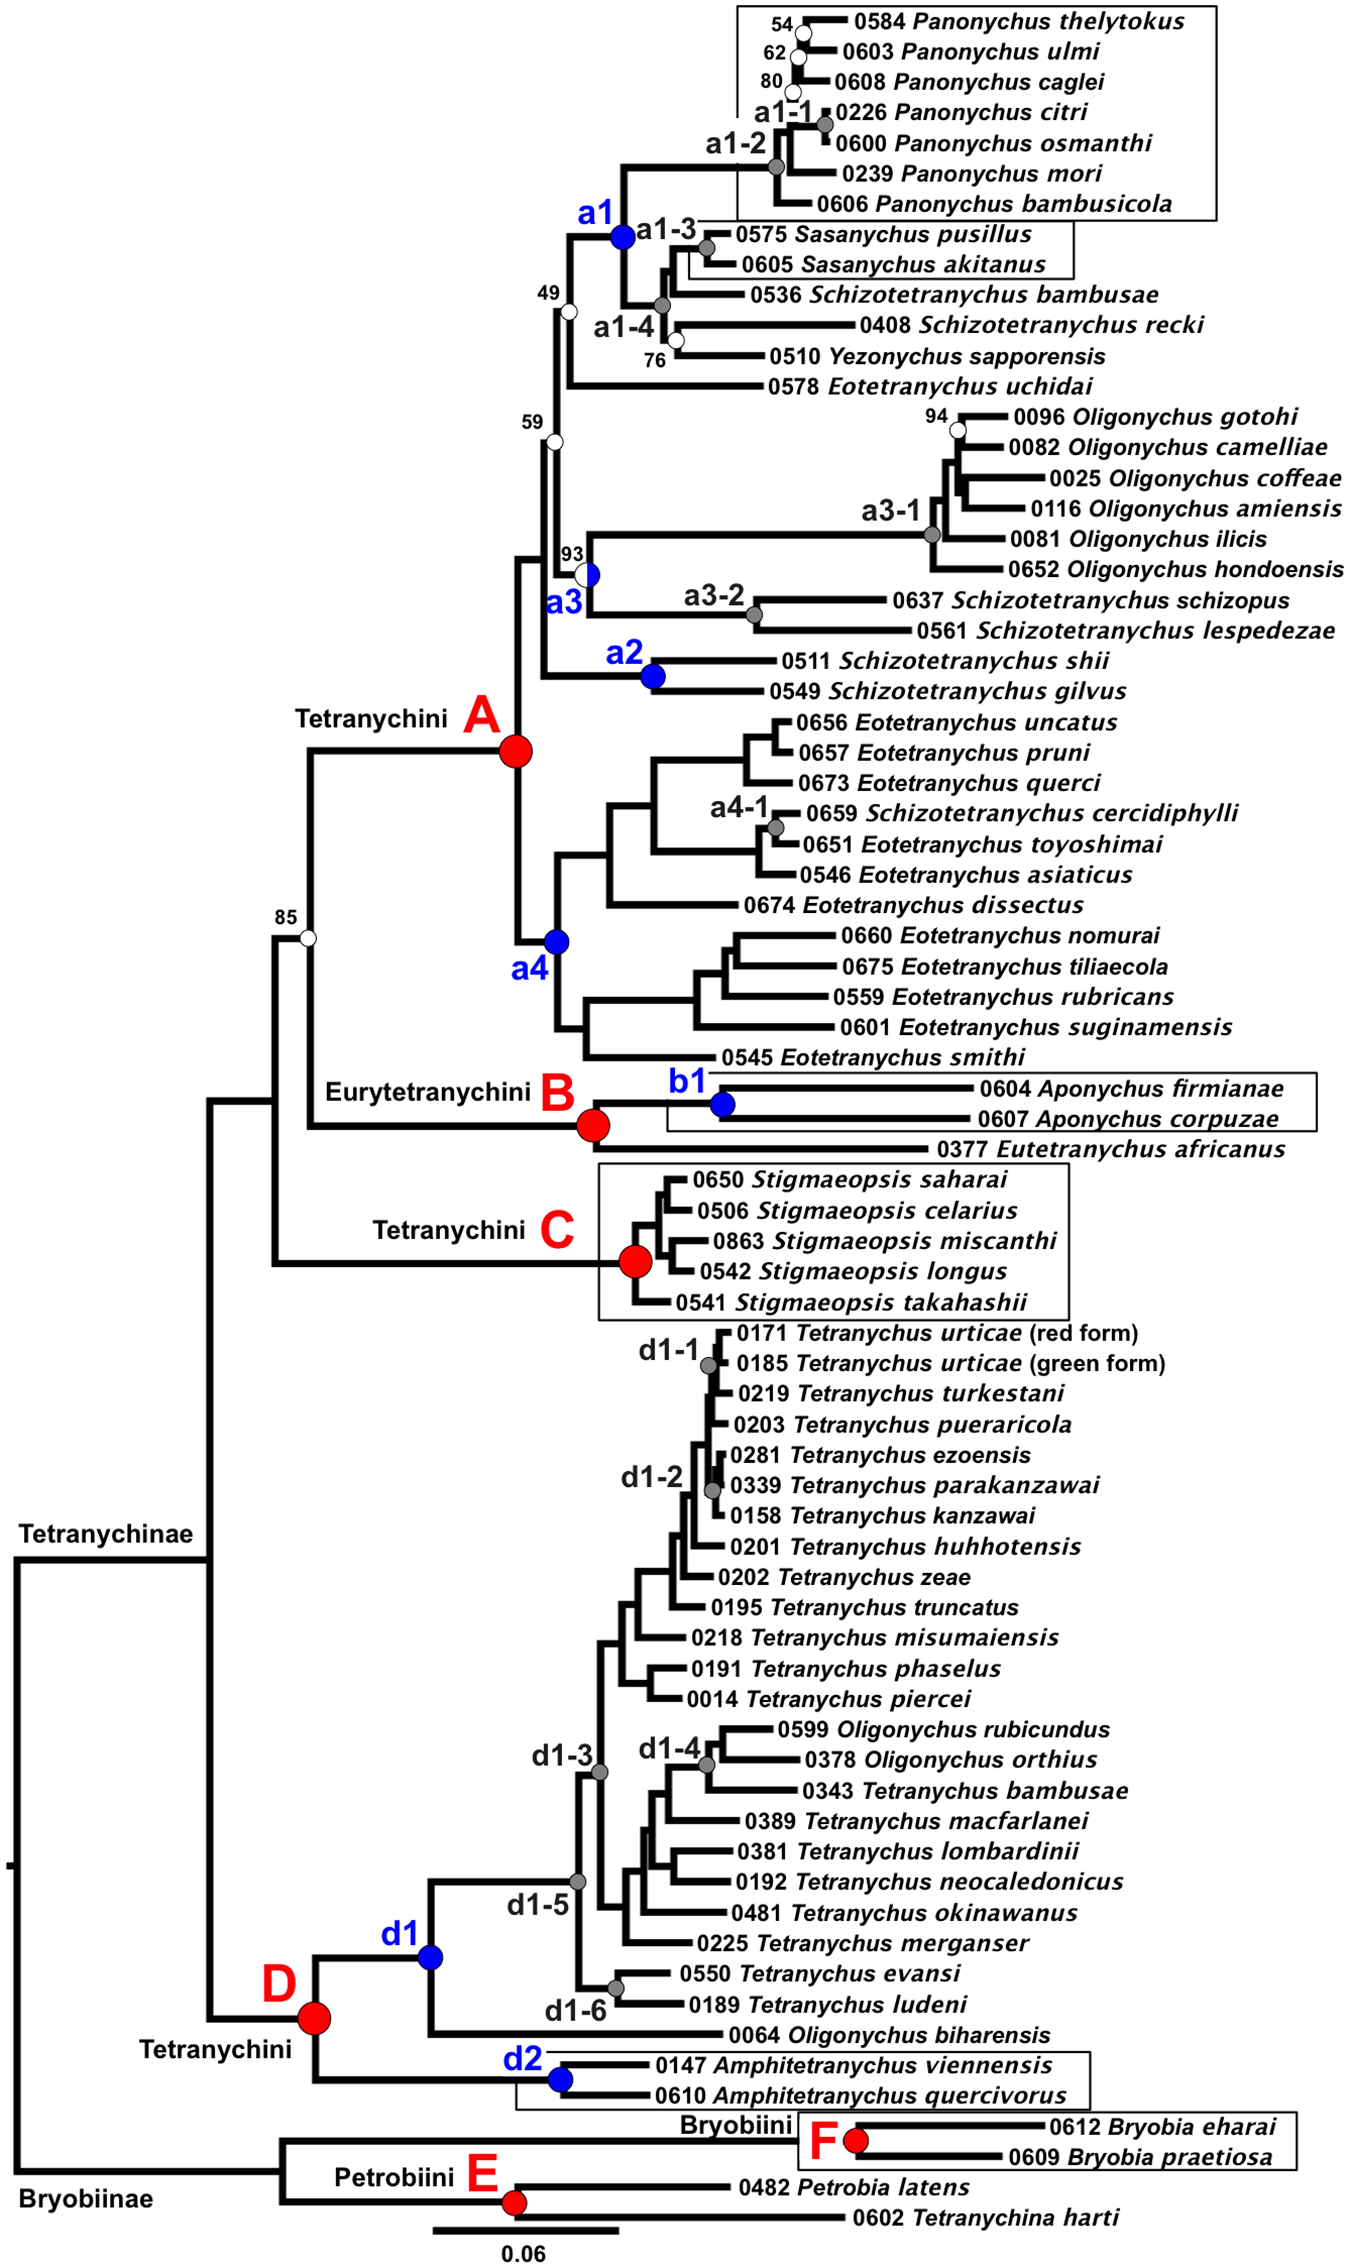 54
0584 Panonychus thelytokus
62
0603 Panonychus ulmi
80
0608 Panonychus caglei
a1-1
0226 Panonychus citri
a1-2
0600 Panonychus osmanthi
0239 Panonychus mori
0606 Panonychus bambusicola
a1
a1-3
0575 Sasanychus pusillus
0605 Sasanychus akitanus
49
0536 Schizotetranychus bambusae
a1-4
0408 Schizotetranychus recki
76
0510 Yezonychus sapporensis
0578 Eotetranychus uchidai
59
94
0096 Oligonychus gotohi
0082 Oligonychus camelliae
0025 Oligonychus coffeae
a3-1
0116 Oligonychus amiensis
0081 Oligonychus ilicis
93
0652 Oligonychus hondoensis
a3
a3-2
0637 Schizotetranychus schizopus
0561 Schizotetranychus lespedezae
a2
0511 Schizotetranychus shii
0549 Schizotetranychus gilvus
Tetranychini A
0656 Eotetranychus uncatus
0657 Eotetranychus pruni
0673 Eotetranychus querci
a4-1
0659 Schizotetranychus cercidiphylli
0651 Eotetranychus toyoshimai
0546 Eotetranychus asiaticus
0674 Eotetranychus dissectus
85
0660 Eotetranychus nomurai
a4
0675 Eotetranychus tiliaecola
0559 Eotetranychus rubricans
0601 Eotetranychus suginamensis
0545 Eotetranychus smithi
Eurytetranychini B
b1
0604 Aponychus firmianae
0607 Aponychus corpuzae
0377 Eutetranychus africanus
Tetranychini C
0650 Stigmaeopsis saharai
0506 Stigmaeopsis celarius
0863 Stigmaeopsis miscanthi
0542 Stigmaeopsis longus
0541 Stigmaeopsis takahashii
d1-1
0171 Tetranychus urticae (red form)
0185 Tetranychus urticae (green form)
0219 Tetranychus turkestani
0203 Tetranychus pueraricola
d1-2
0281 Tetranychus ezoensis
0339 Tetranychus parakanzawai
0158 Tetranychus kanzawai
Tetranychinae
0201 Tetranychus huhhotensis
0202 Tetranychus zeae
0195 Tetranychus truncatus
0218 Tetranychus misumaiensis
0191 Tetranychus phaselus
0014 Tetranychus piercei
d1-3
d1-4
0599 Oligonychus rubicundus
0378 Oligonychus orthius
0343 Tetranychus bambusae
0389 Tetranychus macfarlanei
0381 Tetranychus lombardinii
0192 Tetranychus neocaledonicus
d1-5
0481 Tetranychus okinawanus
d1
0225 Tetranychus merganser
D
0550 Tetranychus evansi
d1-6
0189 Tetranychus ludeni
Tetranychini
0064 Oligonychus biharensis
d2
0147 Amphitetranychus viennensis
0610 Amphitetranychus quercivorus
Bryobiini F
0612 Bryobia eharai
0609 Bryobia praetiosa
Petrobiini E
Bryobiinae
0482 Petrobia latens
0602 Tetranychina harti
0.06